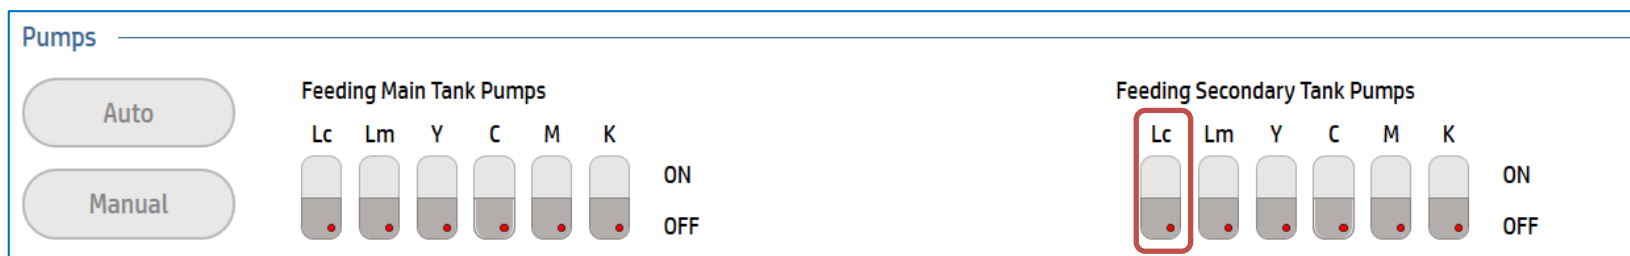 Pumps
Auto
Manual
Feeding Main Tank Pumps
Lc Lm Y C M K
ON
OFF
Feeding Secondary Tank Pumps
Lc Lm Y C M K
ON
OFF